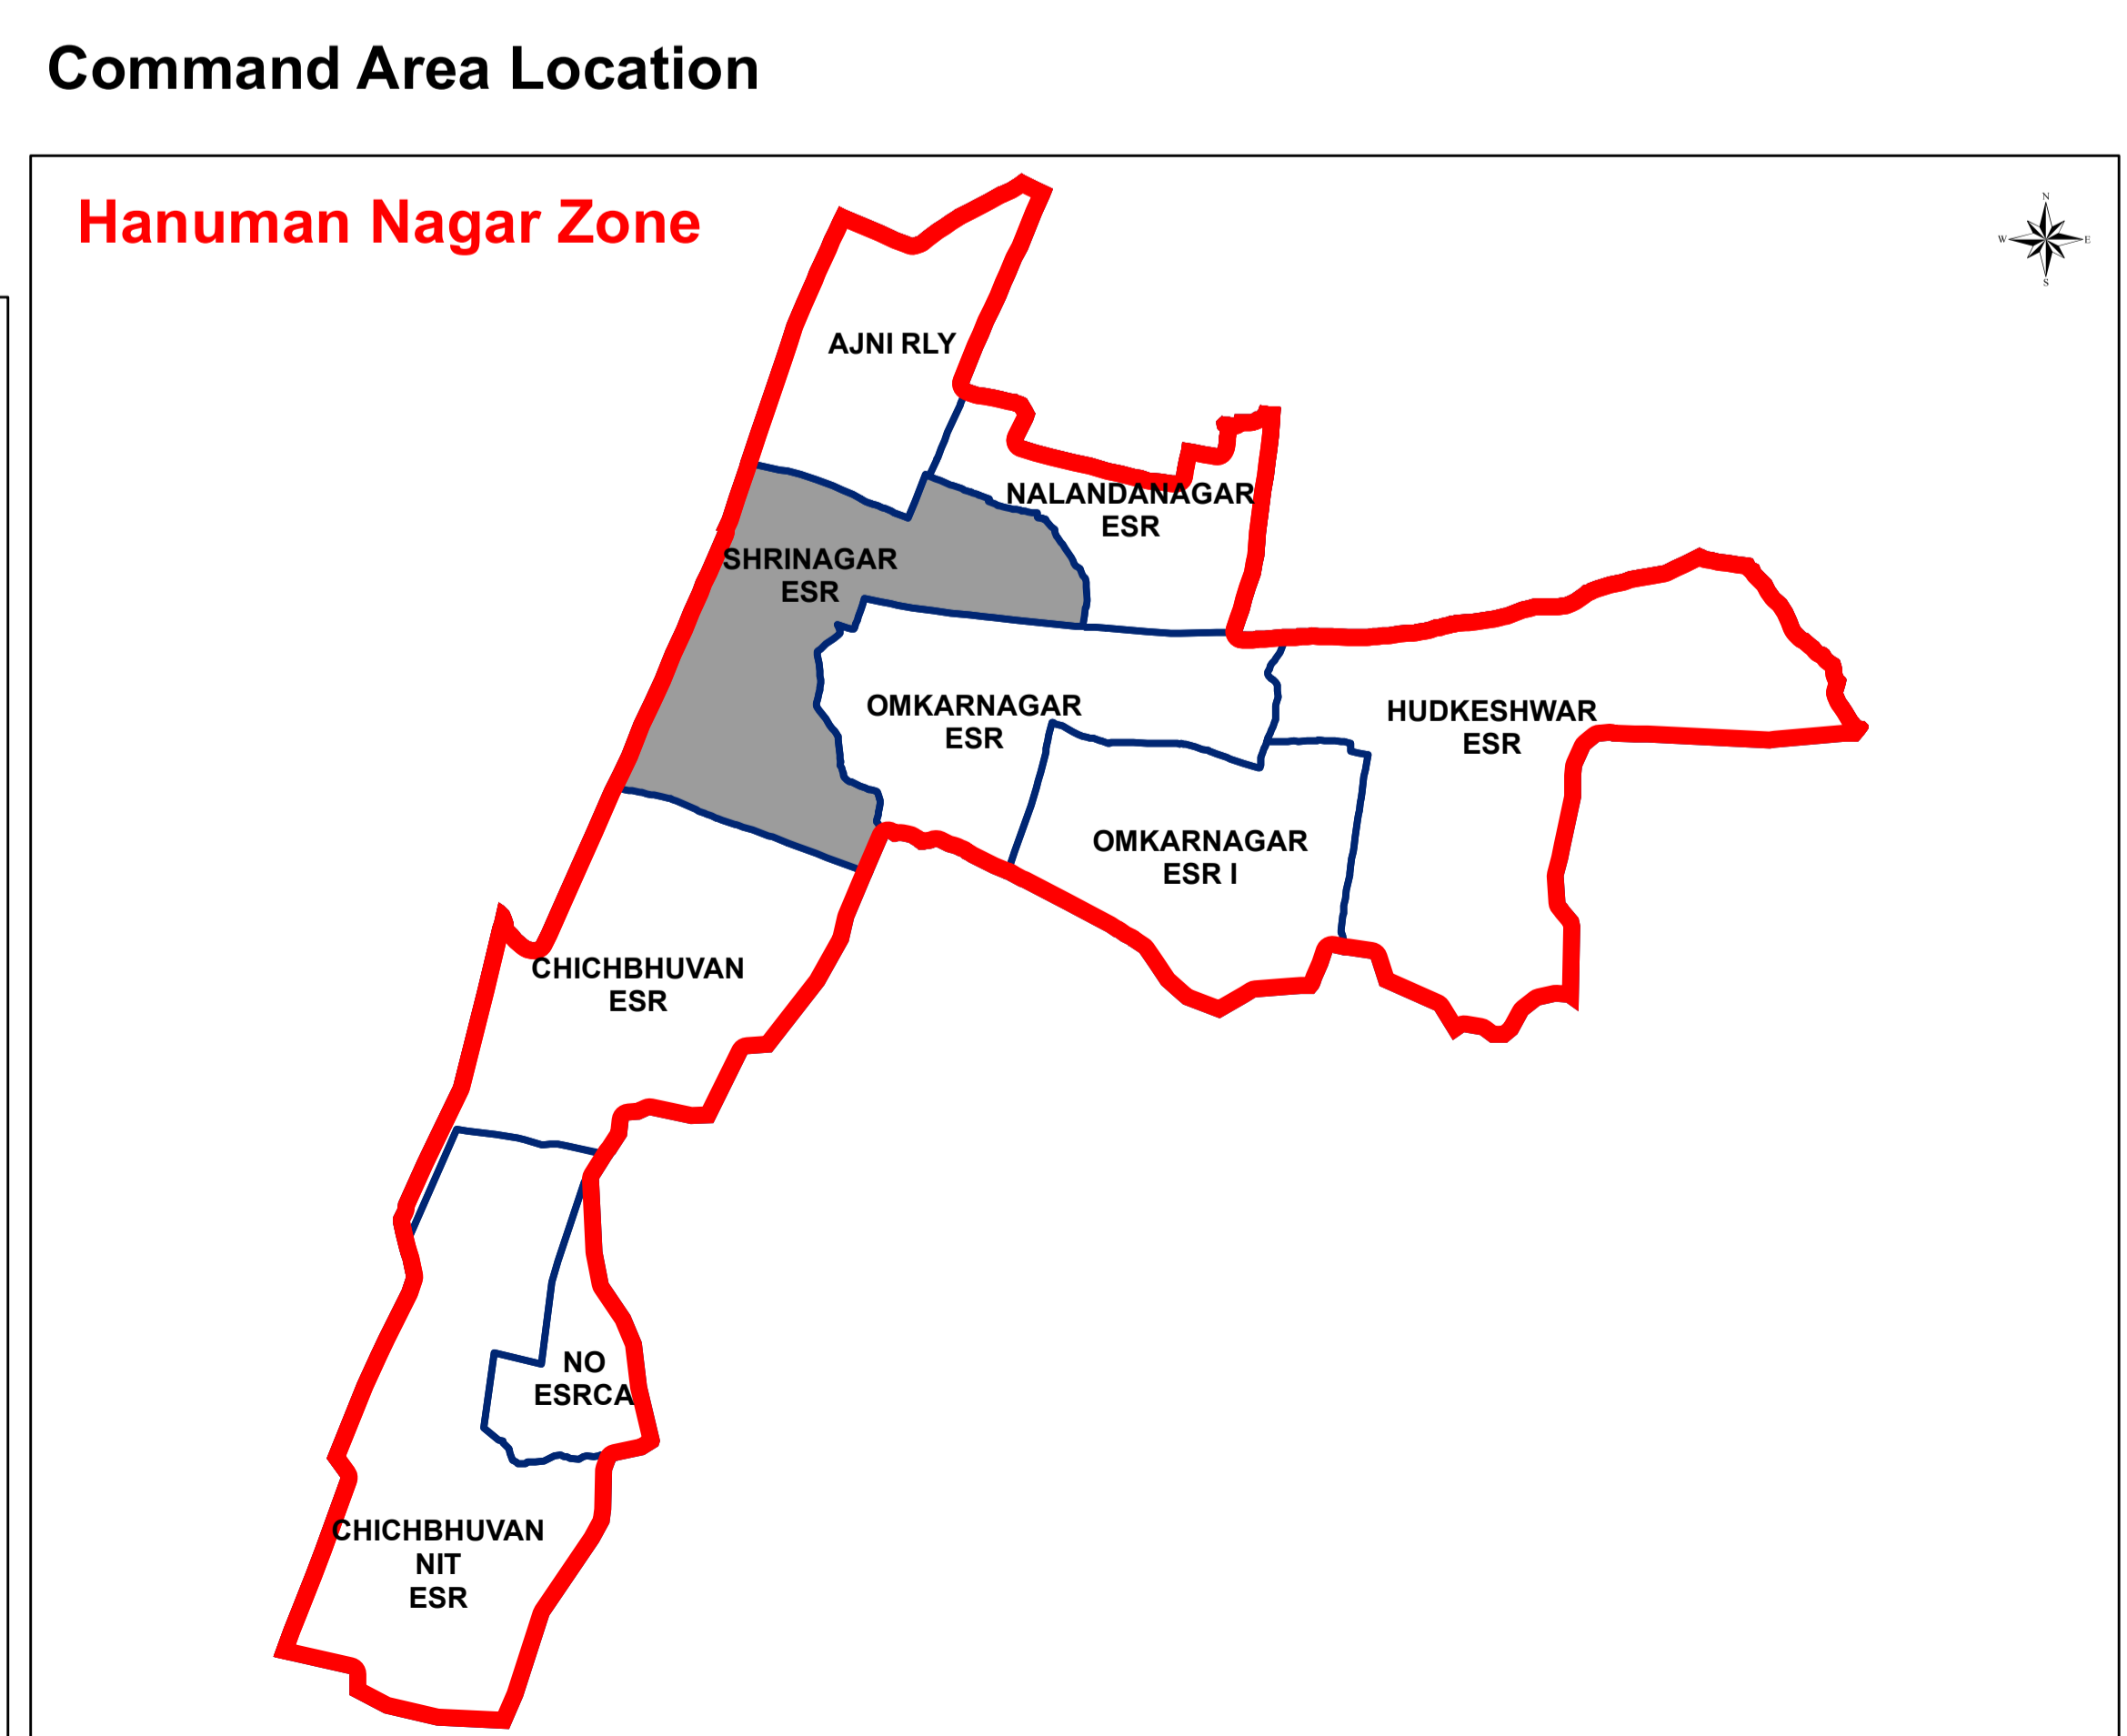 Command Area Location
Hanuman Nagar Zone
N
W E
S
AJNI RLY
NALANDANAGAR
ESR
SHRINAGAR
ESR
OMKARNAGAR
ESR
HUDKESHWAR
ESR
OMKARNAGAR
ESR I
CHICHBHUVAN
ESR
NO
ESRCA
CHICHBHUVAN
NIT
ESR